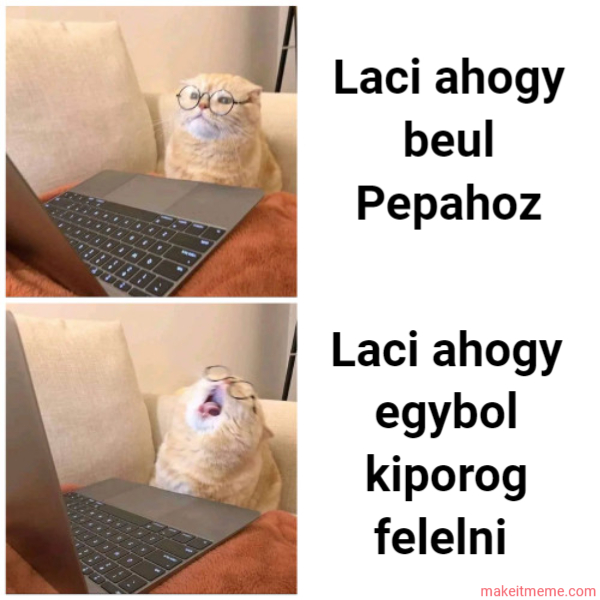 Laci ahogy
beul
Pepahoz
Laci ahogy
egybol
kiporog
felelni
makeitmeme.com